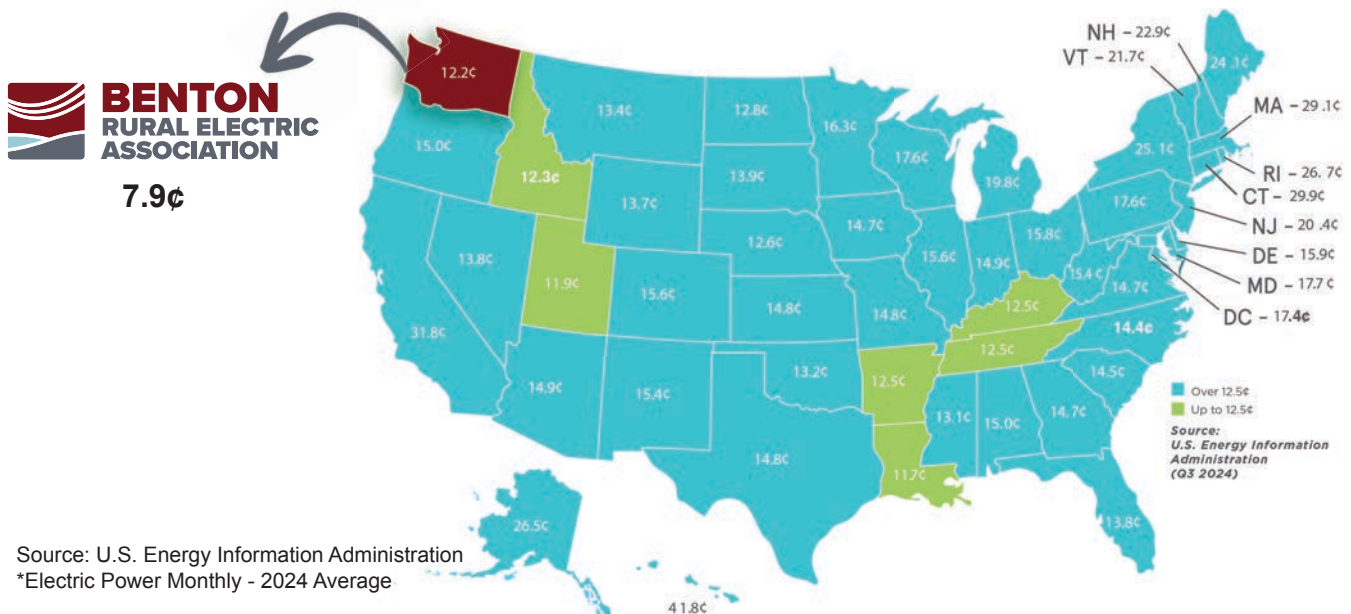 BENTON
RURAL ELECTRIC
ASSOCIATION
7.9¢
12.2¢
15.0¢
12.3¢
13.4¢
12.8¢
16.3¢
17.6¢
19.8¢
13.9¢
13.7¢
12.6¢
14.7¢
13.8¢
11.9¢
15.6¢
14.8¢
15.6¢
14.9¢
15.8¢
15.4¢
14.7¢
31.8¢
14.9¢
15.4¢
13.2¢
14.8¢
12.5¢
12.5¢
12.5¢
14.4¢
14.5¢
14.8¢
11.7¢
13.1¢
15.0¢
14.7¢
13.8¢
26.5¢
41.8¢
17.6¢
25. 1¢
24 .1¢
NH – 22.9¢
VT – 21.7¢
MA – 29.1¢
RI – 26. 7¢
CT – 29.9¢
NJ – 20 .4¢
DE – 15.9¢
MD – 17.7 ¢
DC – 17.4¢
Over 12.5¢
Up to 12.5¢
Source:
U.S. Energy Information
Administration
(Q3 2024)
Source: U.S. Energy Information Administration
*Electric Power Monthly - 2024 Average